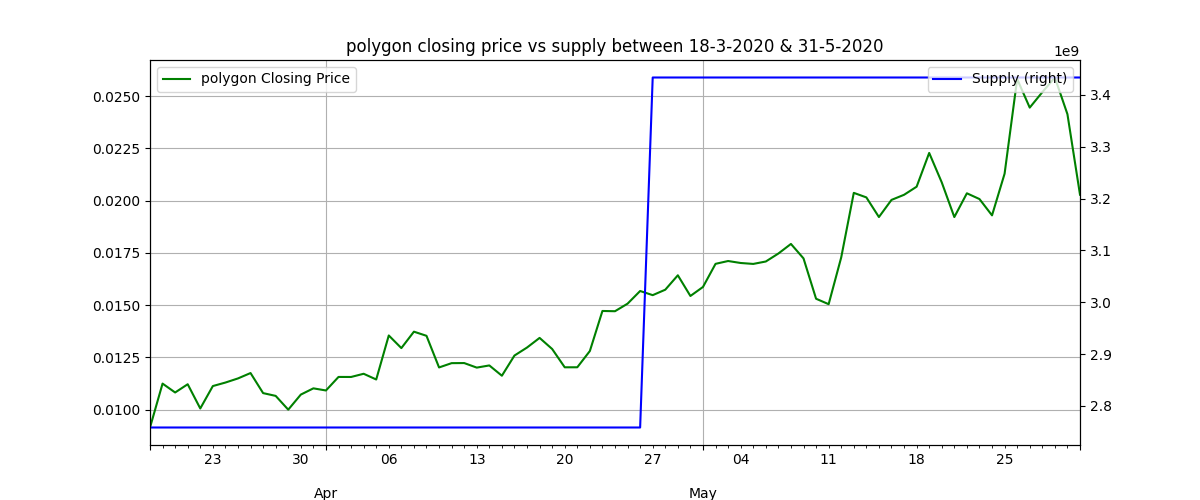 polygon closing price vs supply between 18-3-2020 & 31-5-2020
1e9
polygon Closing Price
Supply (right)
0.0250
0.0225
0.0200
0.0175
0.0150
0.0125
0.0100
3.4
3.3
3.2
3.1
3.0
2.9
2.8
23 30 06 13 20 27 04 11 18 25
Apr May